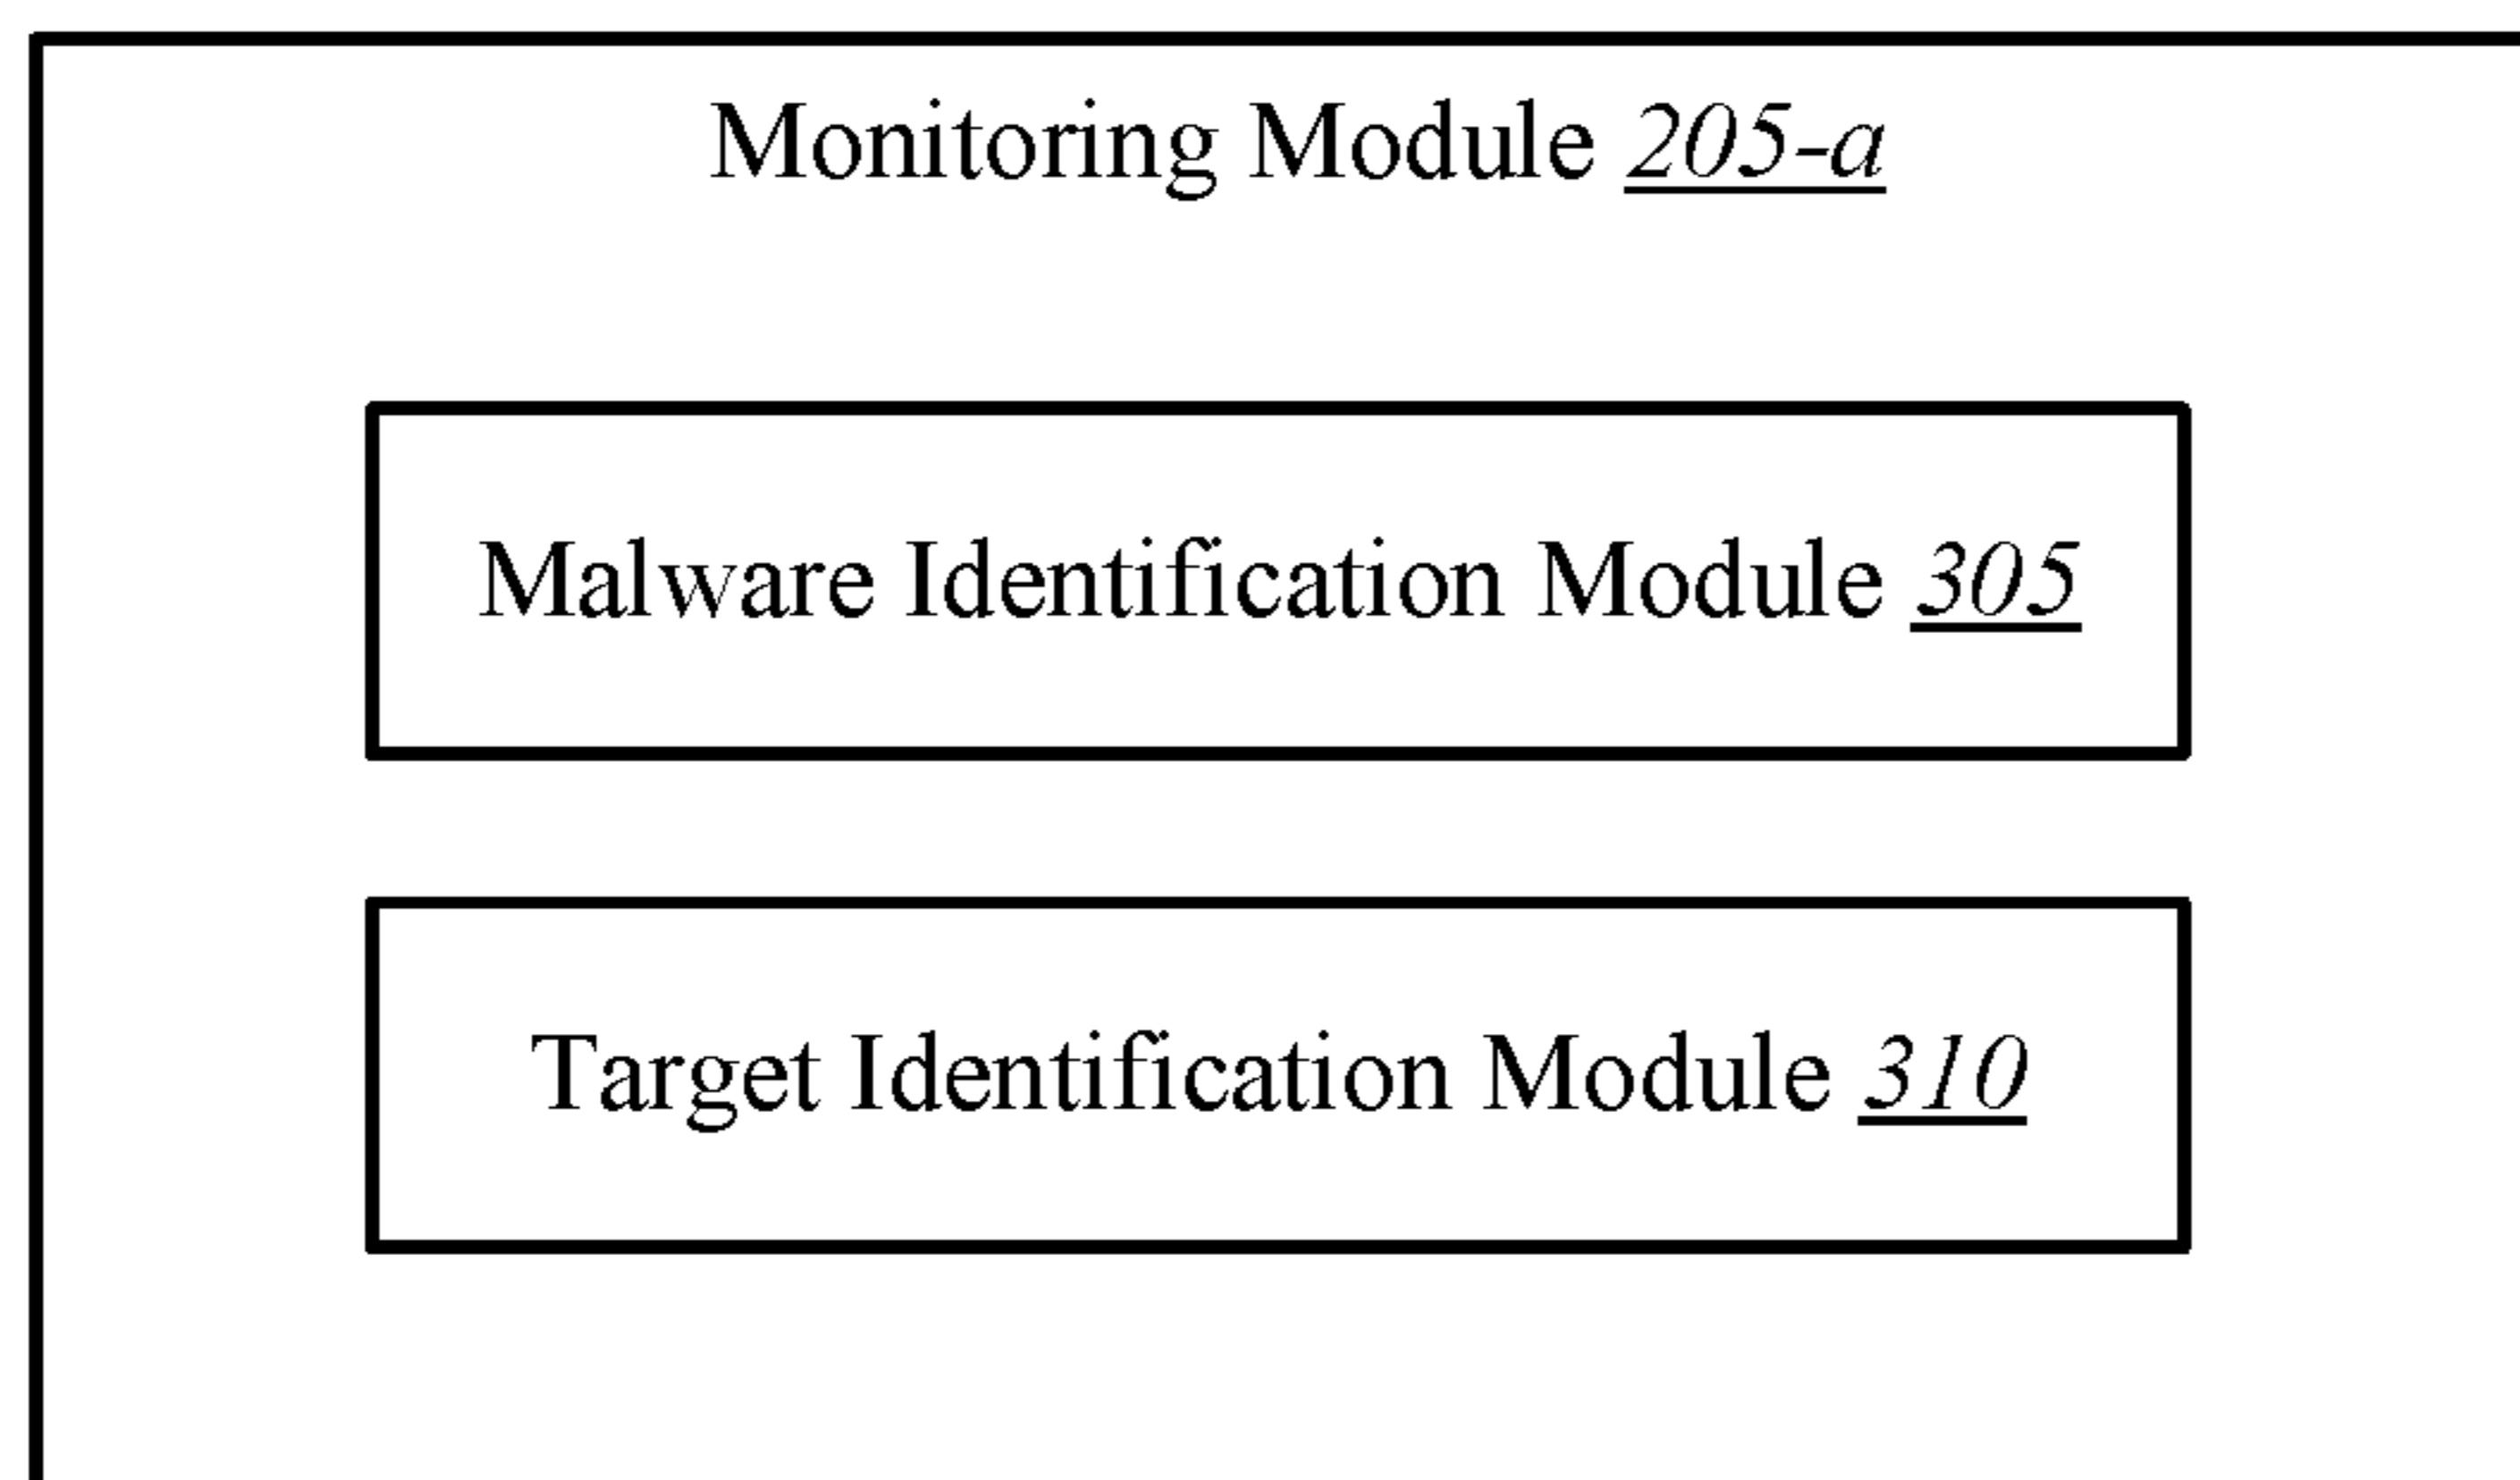 Monitoring Module 205-a
Malware Identification Module 305
Target Identification Module 310